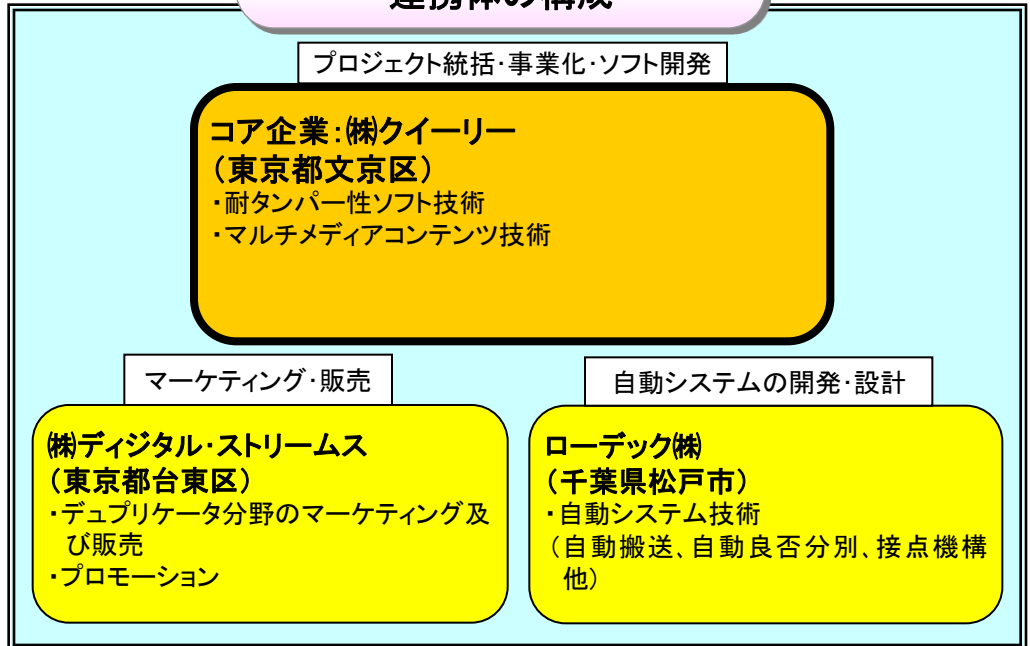 連携体の構成
プロジェクト統括･事業化･ソフト開発
コア企業：㈱クイーリー
（東京都文京区）
･耐タンパー性ソフト技術
･マルチメディアコンテンツ技術
マーケティング･販売
㈱ディジタル･ストリームス
（東京都台東区）
･デュプリケータ分野のマーケティング及
び販売
･プロモーション
自動システムの開発･設計
ローデック㈱
（千葉県松戸市）
･自動システム技術
（自動搬送、自動良否分別、接点機構
他）